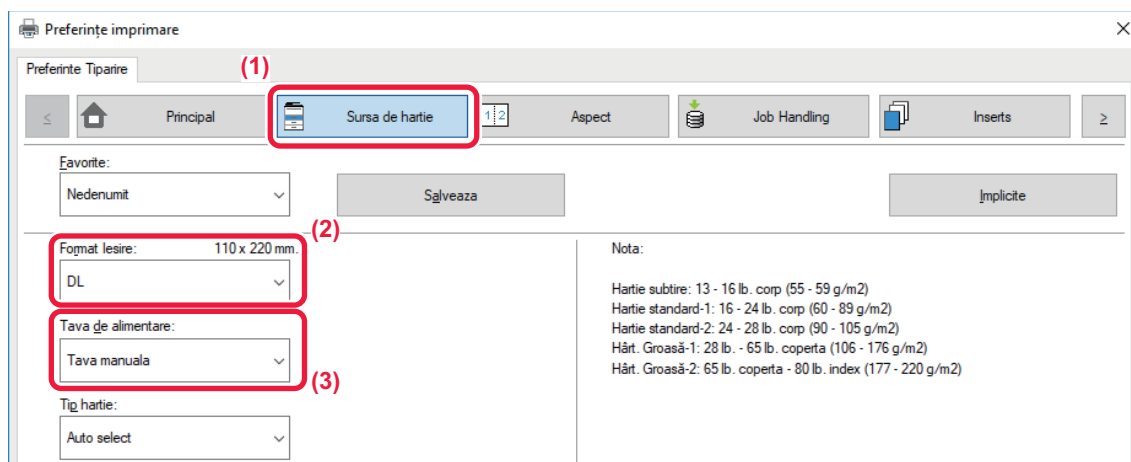 Preferințe imprimare
Preferinte Tiparire
(1)
<
Principal
Sursa de hartie
1 2
Aspect
Job Handling
Inserts
>
Favorite:
Nedenumit
Salveaza
Implicite
(2)
Format Iesire: 110 x 220 mm.
DL
Tava de alimentare:
Tava manuala
(3)
Tip hartie:
Auto select
Nota:
Hartie subtire: 13 - 16 lb. corp (55 - 59 g/m2)
Hartie standard-1: 16 - 24 lb. corp (60 - 89 g/m2)
Hartie standard-2: 24 - 28 lb. corp (90 - 105 g/m2)
Hârt. Groasă-1: 28 lb. - 65 lb. coperta (106 - 176 g/m2)
Hârt. Groasă-2: 65 lb. coperta - 80 lb. index (177 - 220 g/m2)